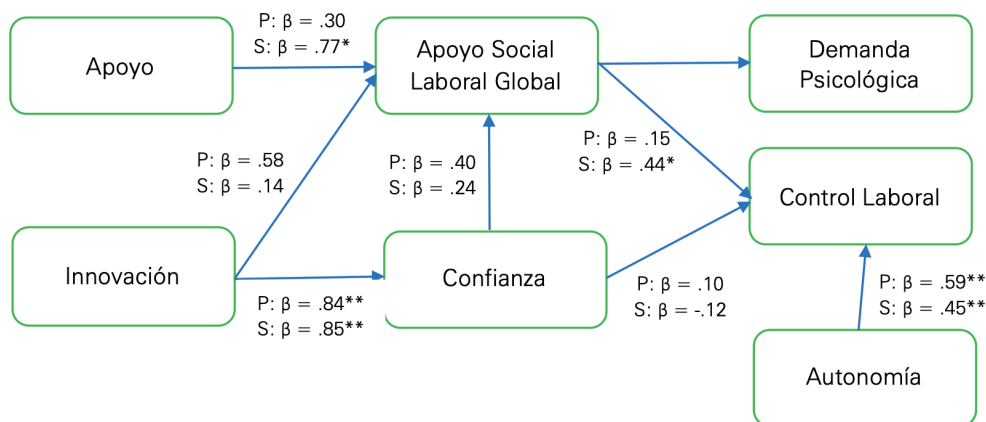 P: β = .30
S: β = .77*
Apoyo
Apoyo Social
Laboral Global
Demanda
Psicológica
P: β = .58
S: β = .14
P: β = .40
S: β = .24
P: β = .15
S: β = .44*
Control Laboral
Innovación
P: β = .84**
S: β = .85**
Confianza
P: β = .10
S: β = -.12
P: β = .59**
S: β = .45**
Autonomía